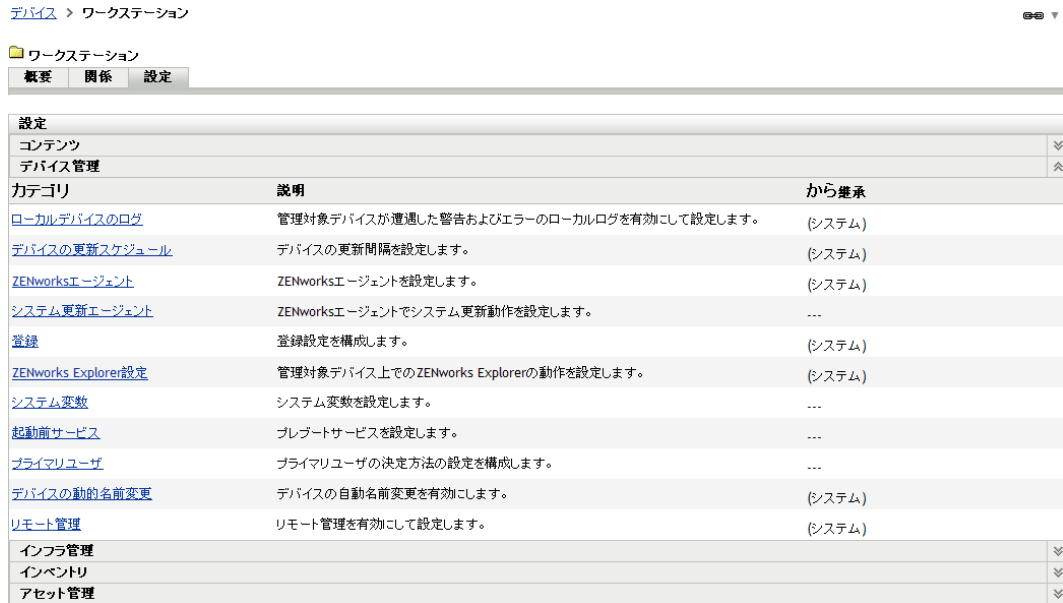 デバイス > ワークステーション
ワークステーション
概要 関係 設定
設定
コンテンツ
デバイス管理
カテゴリ 説明 から継承
ローカルデバイスのログ 管理対象デバイスが遭遇した警告およびエラーのローカルログを有効にして設定します。 (システム)
デバイスの更新スケジュール デバイスの更新間隔を設定します。 (システム)
ZENworksエージェント ZENworksエージェントを設定します。 (システム)
システム更新エージェント ZENworksエージェントでシステム更新動作を設定します。 ---
登録 登録設定を構成します。 (システム)
ZENworks Explorer設定 管理対象デバイス上でのZENworks Explorerの動作を設定します。 (システム)
システム変数 システム変数を設定します。 ---
起動前サービス プレブートサービスを設定します。 ---
プライマリユーザ プライマリユーザの決定方法の設定を構成します。 ---
デバイスの動的名前変更 デバイスの自動名前変更を有効にします。 (システム)
リモート管理 リモート管理を有効にして設定します。 (システム)
インフラ管理
インベントリ
アセット管理